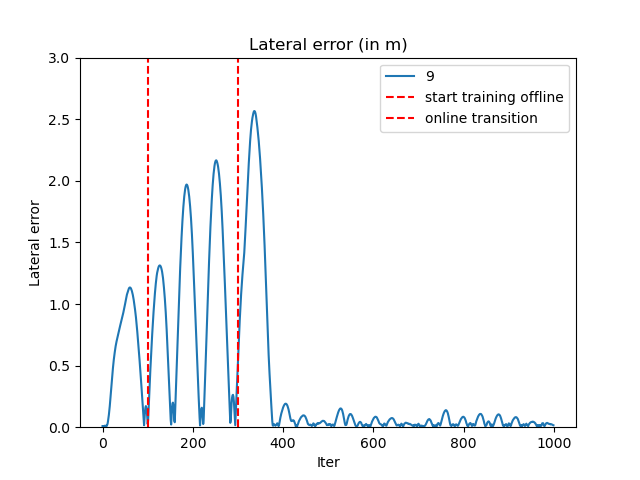 Lateral error (in m)
3.0
2.5
2.0
1.5
1.0
0.5
0.0
Lateral error
9
start training offline
online transition
0
200
400
600
800
1000
Iter